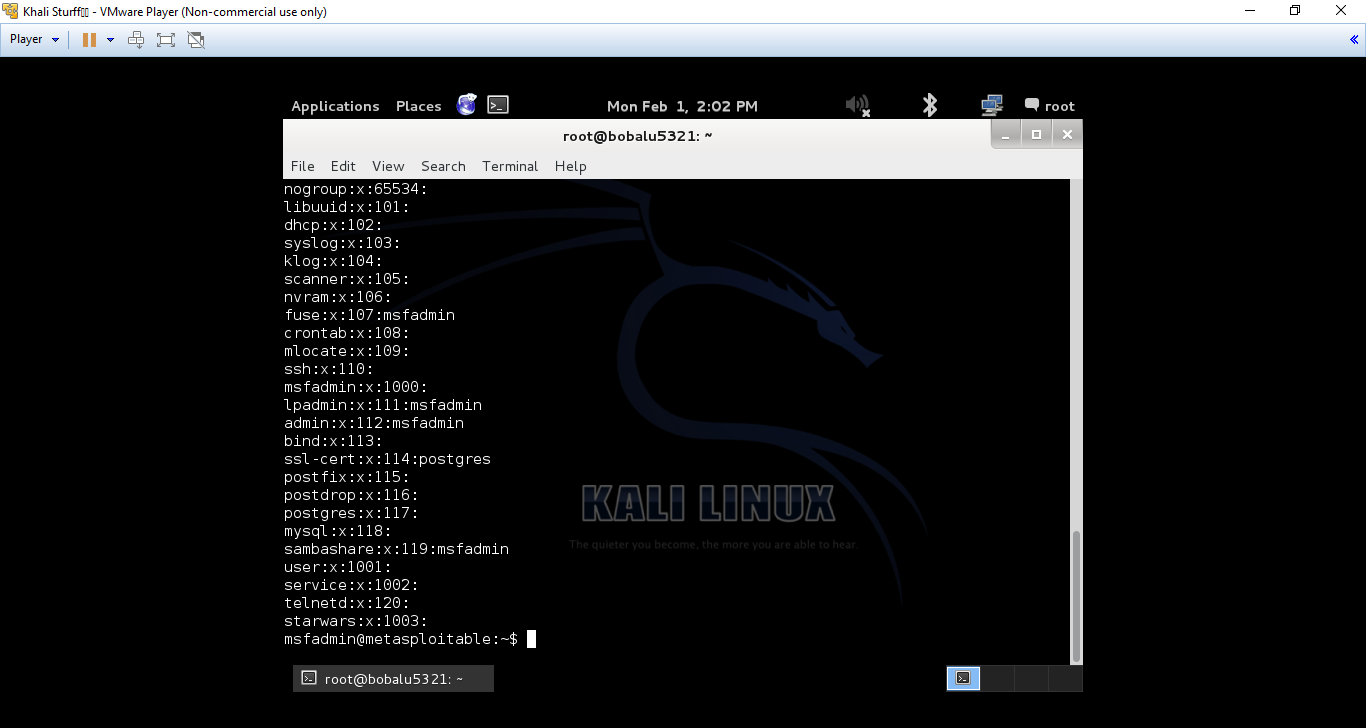 Khali Sturff - VMware Player (Non-commercial use only)
Player
Applications Places Mon Feb 1, 2:02 PM root
root@bobalu5321: ~
File Edit View Search Terminal Help
nogroup:x:65534:
libuuid:x:101:
dhcp:x:102:
syslog:x:103:
klog:x:104:
scanner:x:105:
nvram:x:106:
fuse:x:107:msfadmin
crontab:x:108:
mlocate:x:109:
ssh:x:110:
msfadmin:x:1000:
lpadmin:x:111:msfadmin
admin:x:112:msfadmin
bind:x:113:
ssl-cert:x:114:postgres
postfix:x:115:
postdrop:x:116:
postgres:x:117:
mysql:x:118:
sambashare:x:119:msfadmin
user:x:1001:
service:x:1002:
telnetd:x:120:
starwars:x:1003:
msfadmin@metasploitable:~$
KALI LINUX
The quieter you become, the more you are able to hear.
root@bobalu5321: ~